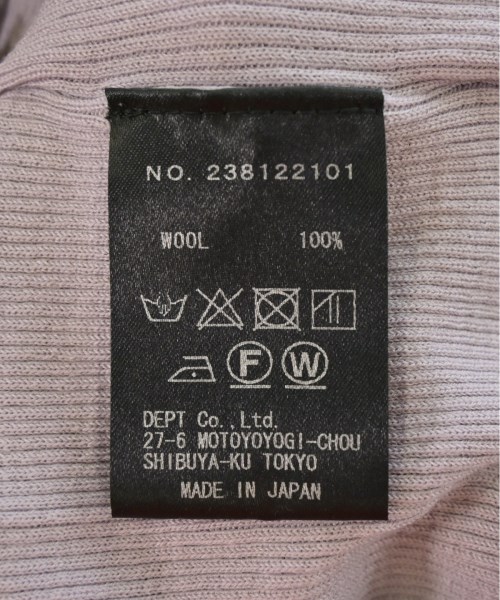 NO. 238122101
WOOL 100%
F W
DEPT Co.,Ltd.
27-6 MOTOYOYOGI-CHOU
SHIBUYA-KU TOKYO
MADE IN JAPAN